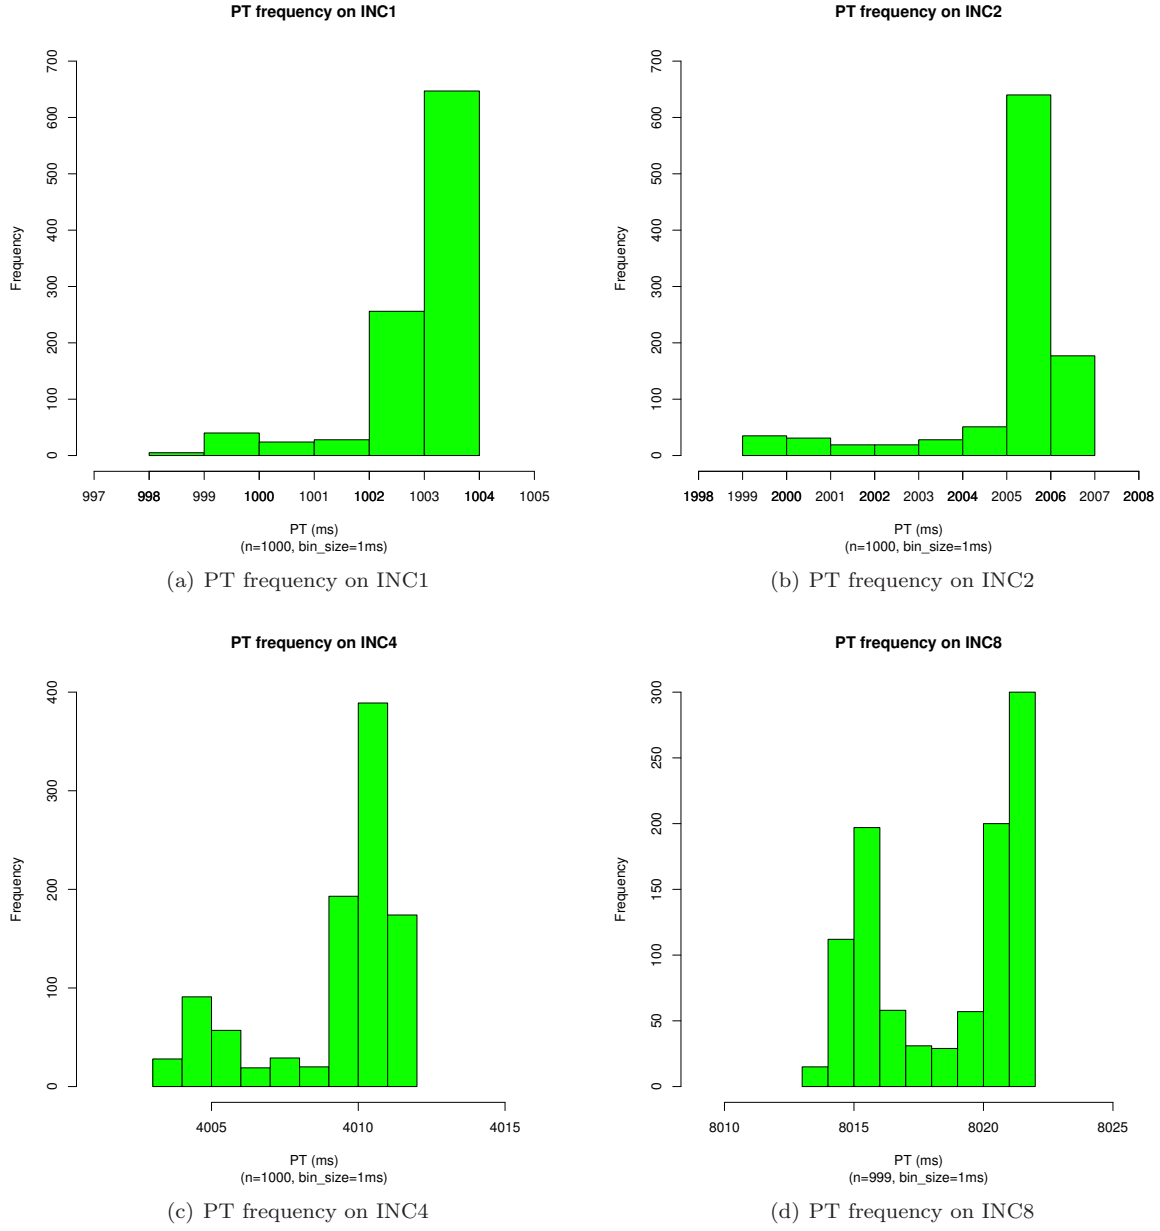 PT frequency on INC1
Frequency
0 100 200 300 400 500 600 700
997 998 999 1000 1001 1002 1003 1004 1005
PT (ms)
(n=1000, bin_size=1ms)
(a) PT frequency on INC1
PT frequency on INC2
Frequency
0 100 200 300 400 500 600 700
1998 1999 2000 2001 2002 2003 2004 2005 2006 2007 2008
PT (ms)
(n=1000, bin_size=1ms)
(b) PT frequency on INC2
PT frequency on INC4
Frequency
0 100 200 300 400
4005 4010 4015
PT (ms)
(n=1000, bin_size=1ms)
(c) PT frequency on INC4
PT frequency on INC8
Frequency
0 50 100 150 200 250 300
8010 8015 8020 8025
PT (ms)
(n=999, bin_size=1ms)
(d) PT frequency on INC8